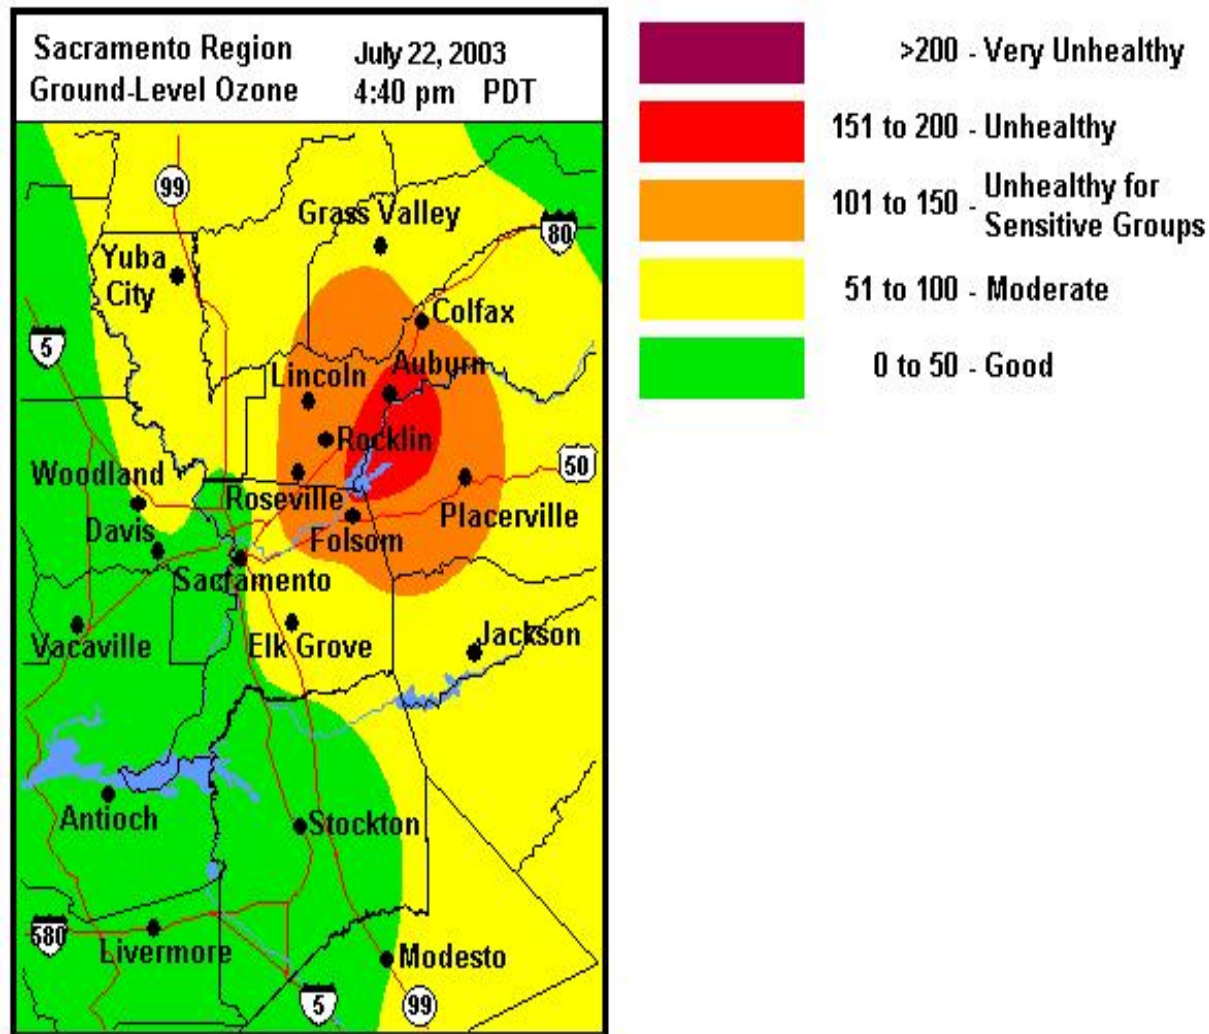 Sacramento Region July 22, 2003
Ground-Level Ozone 4:40 pm PDT
99
Grass Valley
80
Yuba
City
Colfax
5
Auburn
Lincoln
Rocklin
50
Woodland
Roseville
Placerville
Davis
Folsom
Sacramento
Vacaville
Elk Grove
Jackson
Antioch
Stockton
580
Livermore
Modesto
5
99
>200 - Very Unhealthy
151 to 200 - Unhealthy
101 to 150 - Unhealthy for
Sensitive Groups
51 to 100 - Moderate
0 to 50 - Good